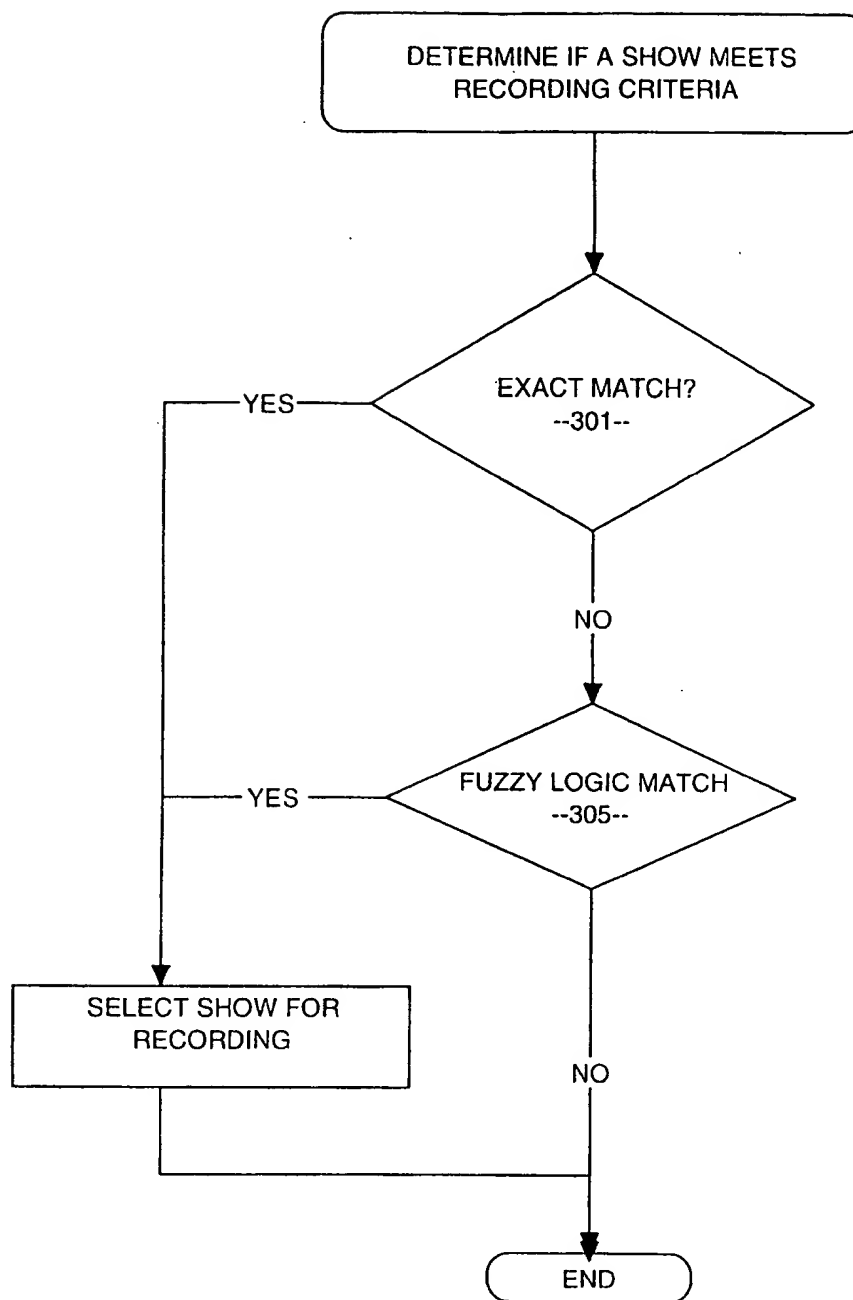 DETERMINE IF A SHOW MEETS
RECORDING CRITERIA
EXACT MATCH?
--301--
YES
NO
FUZZY LOGIC MATCH
--305--
YES
SELECT SHOW FOR
RECORDING
NO
END